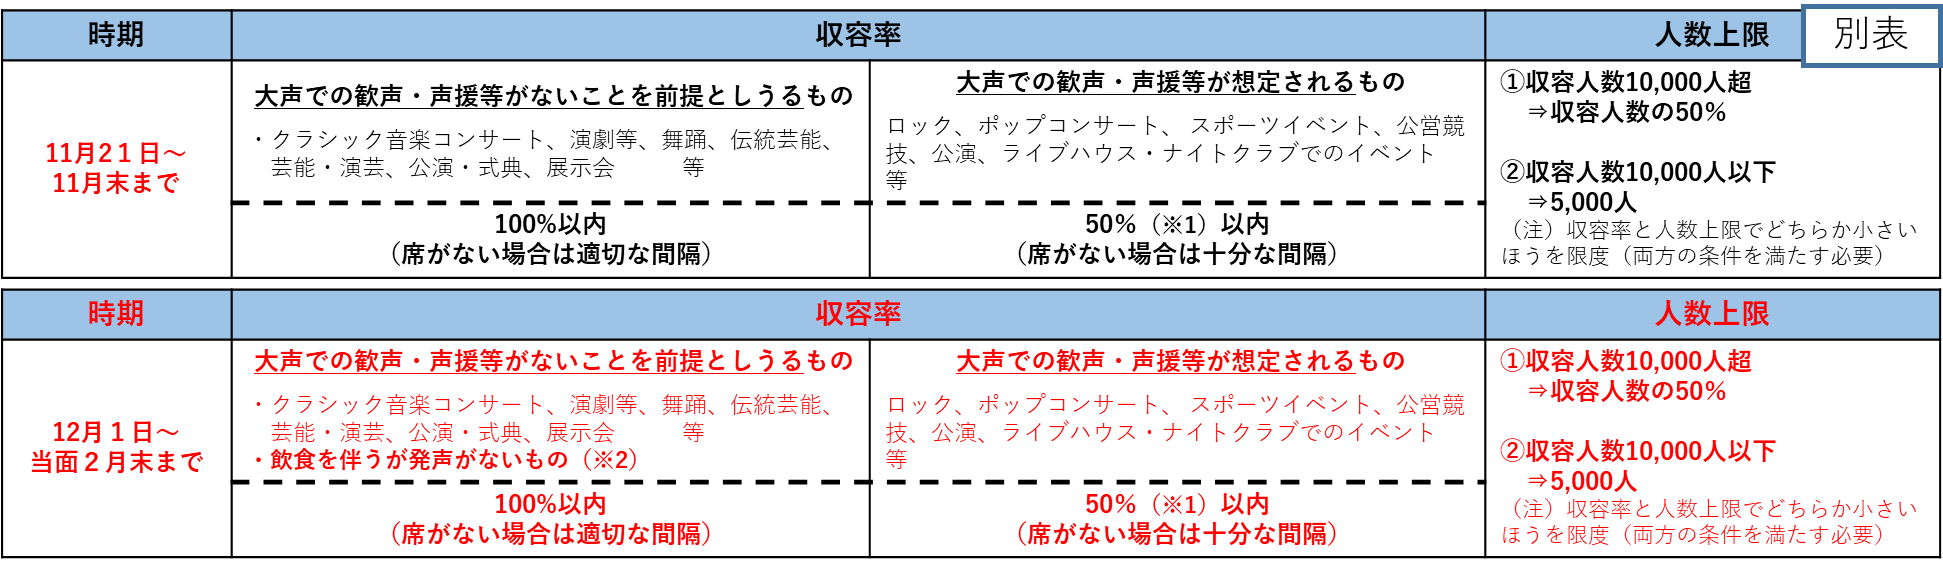 時期
収容率
人数上限
別表
11月２１日～
11月末まで
大声での歓声・声援等がないことを前提としうるもの
・クラシック音楽コンサート、演劇等、舞踊、伝統芸能、
芸能・演芸、公演・式典、展示会　　　等
100%以内
（席がない場合は適切な間隔）
大声での歓声・声援等が想定されるもの
ロック、ポップコンサート、 スポーツイベント、公営競
技、公演、ライブハウス・ナイトクラブでのイベント
等
50%（※1）以内
（席がない場合は十分な間隔）
①収容人数10,000人超
⇒収容人数の50%
②収容人数10,000人以下
⇒5,000人
（注）収容率と人数上限でどちらか小さい
ほうを限度（両方の条件を満たす必要）
時期
収容率
人数上限
12月１日～
当面２月末まで
大声での歓声・声援等がないことを前提としうるもの
・クラシック音楽コンサート、演劇等、舞踊、伝統芸能、
芸能・演芸、公演・式典、展示会　　　等
・飲食を伴うが発声がないもの（※2）
100%以内
（席がない場合は適切な間隔）
大声での歓声・声援等が想定されるもの
ロック、ポップコンサート、 スポーツイベント、公営競
技、公演、ライブハウス・ナイトクラブでのイベント
等
50%（※1）以内
（席がない場合は十分な間隔）
①収容人数10,000人超
⇒収容人数の50%
②収容人数10,000人以下
⇒5,000人
（注）収容率と人数上限でどちらか小さい
ほうを限度（両方の条件を満たす必要）